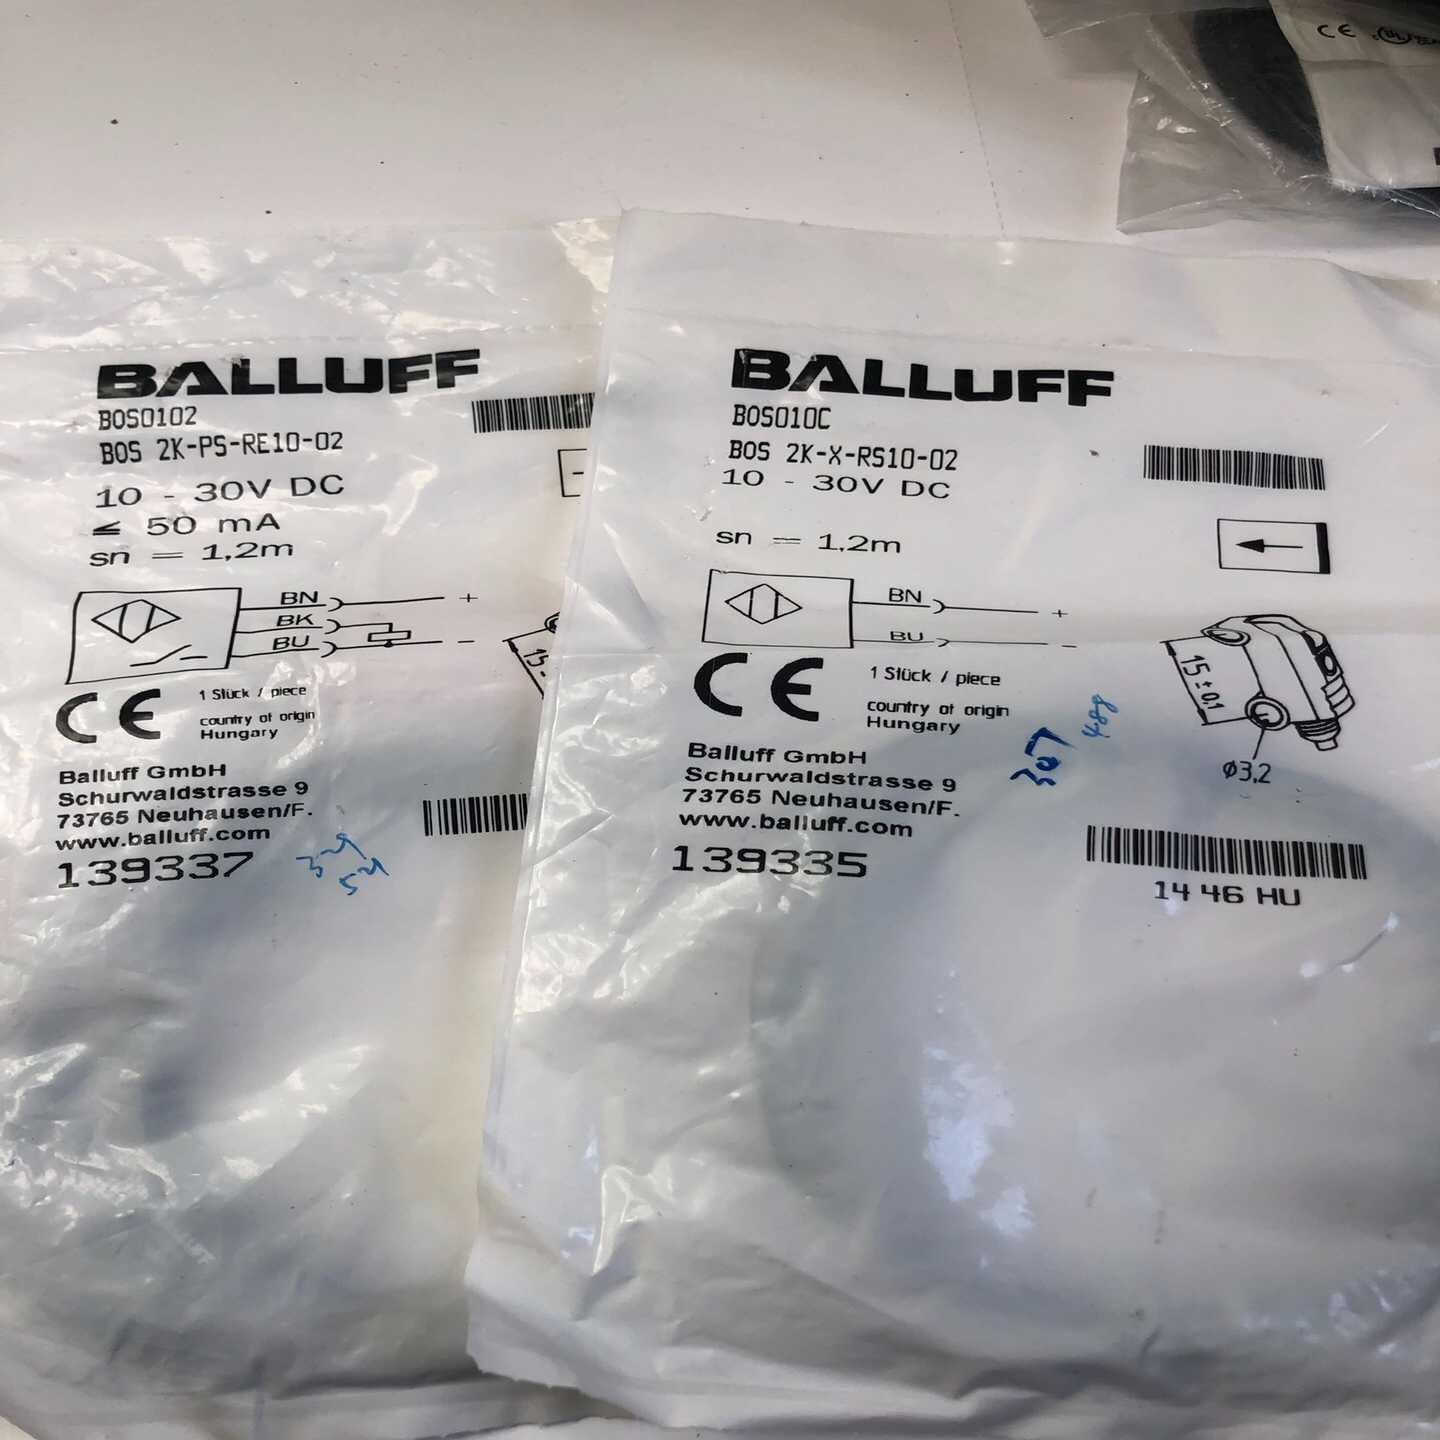 CE
BALLUFF
BOS0102
BOS 2K-PS-RE10-02
10 - 30V DC
≤ 50 mA
sn = 1,2m
BN +
BK
BU -
15
CE
1 Stück / piece
country of origin
Hungary
Balluff GmbH
Schurwaldstrasse 9
73765 Neuhausen/F.
www.balluff.com
139337
BALLUFF
BOS010C
BOS 2K-X-RS10-02
10 - 30V DC
sn = 1,2m
BN +
BU -
15 ± 0,1
ø3,2
CE
1 Stück / piece
country of origin
Hungary
307
488
Balluff GmbH
Schurwaldstrasse 9
73765 Neuhausen/F.
www.balluff.com
139335
14 46 HU